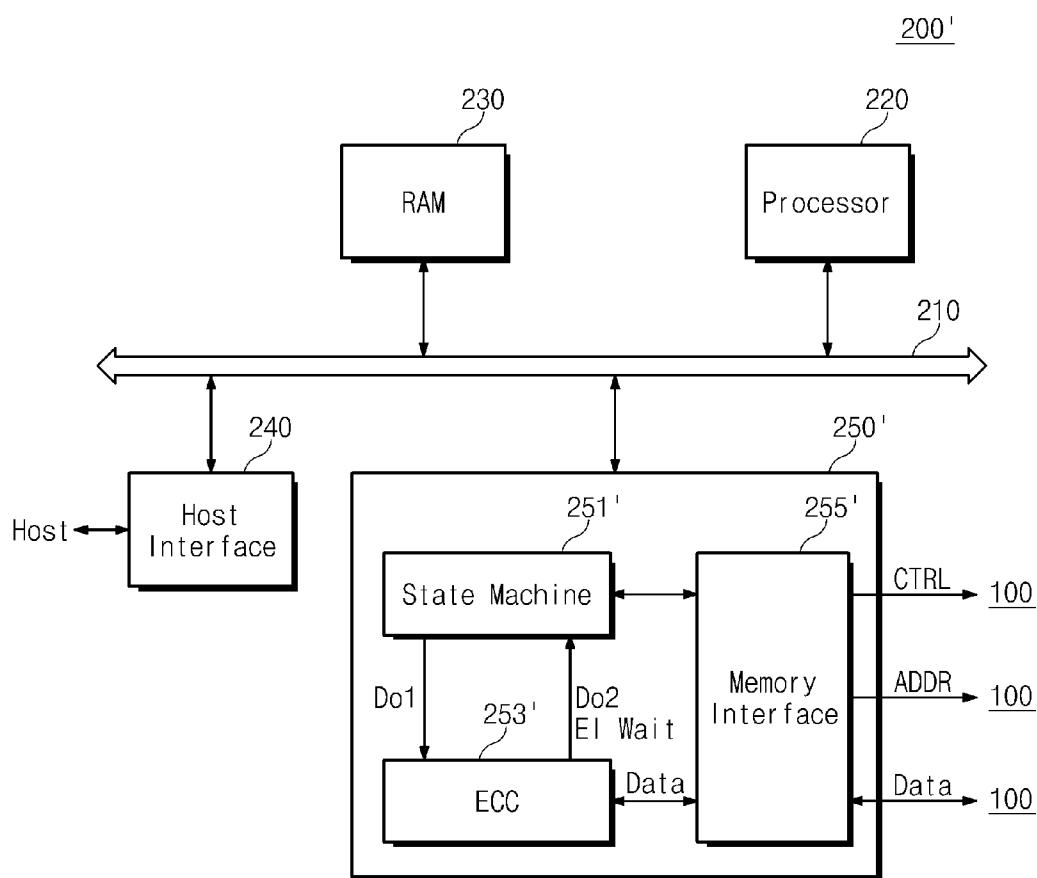 200'
230
220
RAM
Processor
210
240
250'
Host
Host
Interface
251'
255'
State Machine
CTRL
100
Do1
Do2
EI Wait
253'
Memory
Interface
ADDR
100
ECC
Data
Data
100